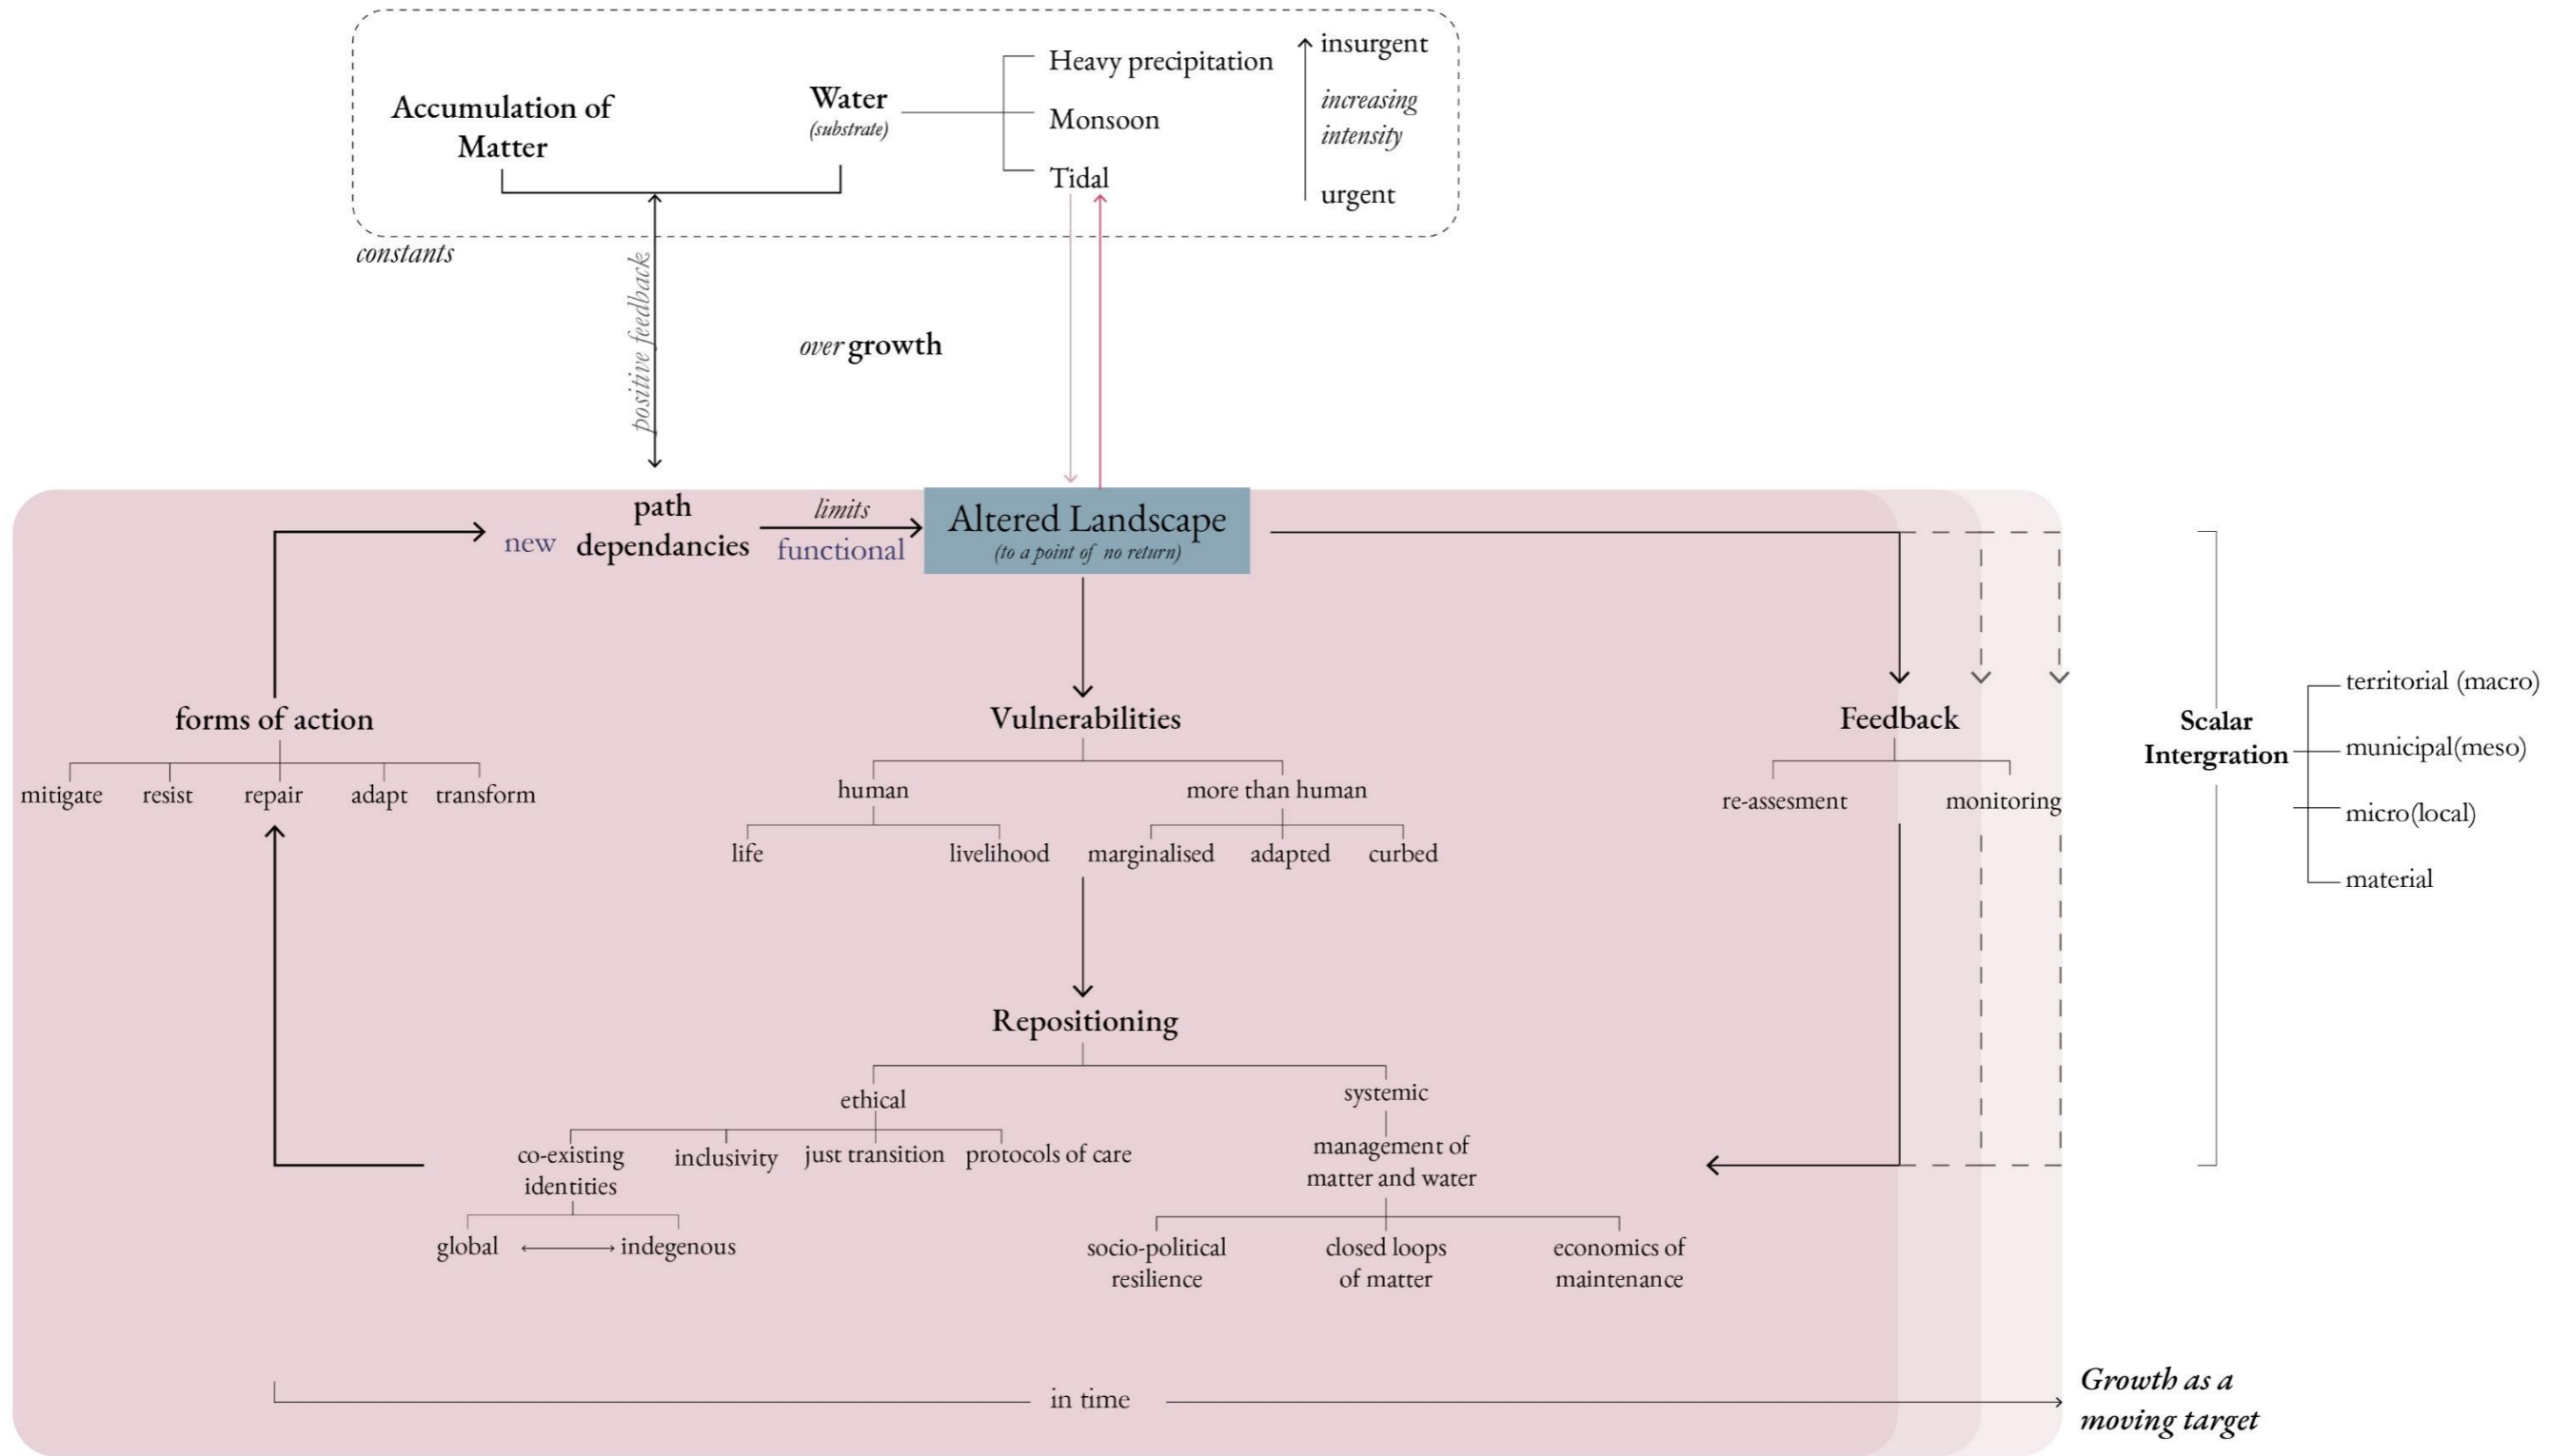 Accumulation of
Matter
Water
(substrate)
Heavy precipitation
Monsoon
Tidal
insurgent
increasing
intensity
urgent
constants
positive feedback
over growth
new
path
dependancies
limits
functional
Altered Landscape
(to a point of no return)
forms of action
mitigate
resist
repair
adapt
transform
Vulnerabilities
human
more than human
life
livelihood
marginalised
adapted
curbed
Feedback
re-assesment
monitoring
Scalar
Intergration
territorial (macro)
municipal(meso)
micro(local)
material
Repositioning
ethical
systemic
co-existing
identities
inclusivity
just transition
protocols of care
management of
matter and water
global
indegenous
socio-political
resilience
closed loops
of matter
economics of
maintenance
in time
Growth as a
moving target